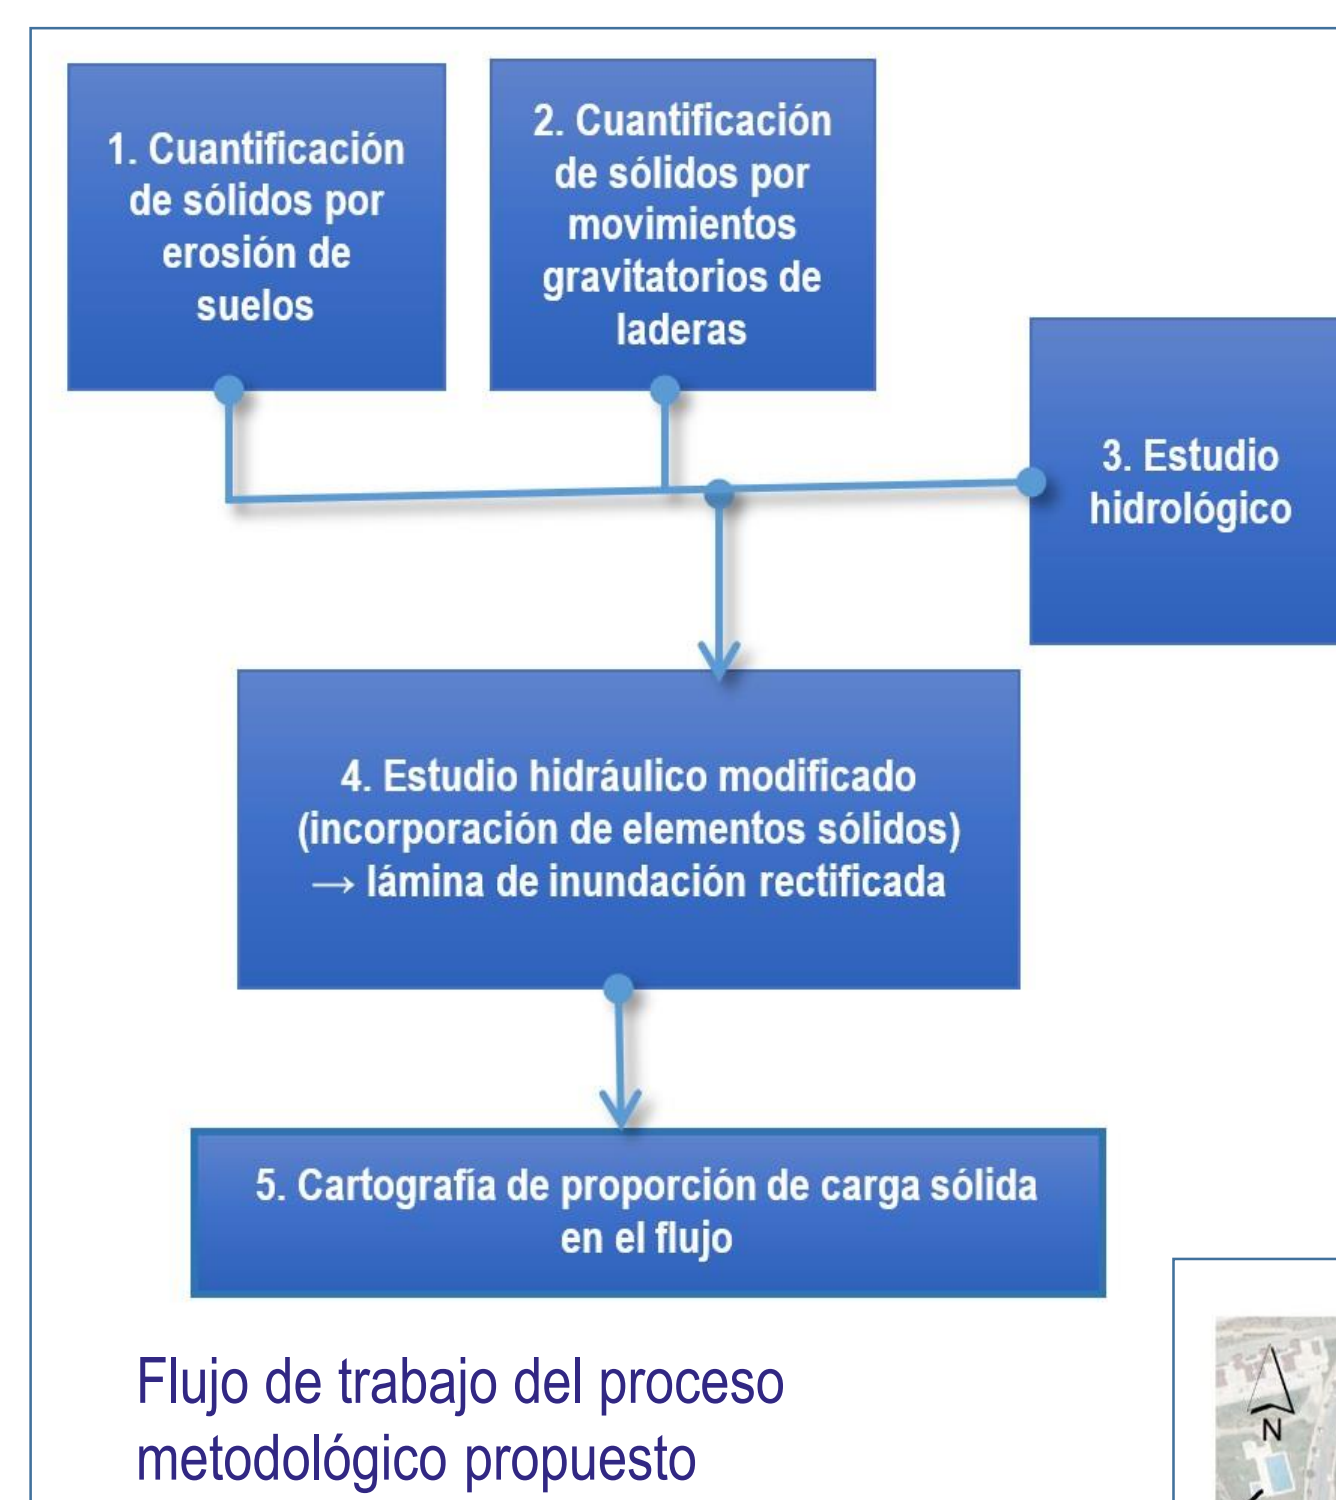 1. Cuantificación
de sólidos por
erosión de
suelos
2. Cuantificación
de sólidos por
movimientos
gravitatorios de
laderas
3. Estudio
hidrológico
4. Estudio hidráulico modificado
(incorporación de elementos sólidos)
→ lámina de inundación rectificada
5. Cartografía de proporción de carga sólida
en el flujo
Flujo de trabajo del proceso
metodológico propuesto
N